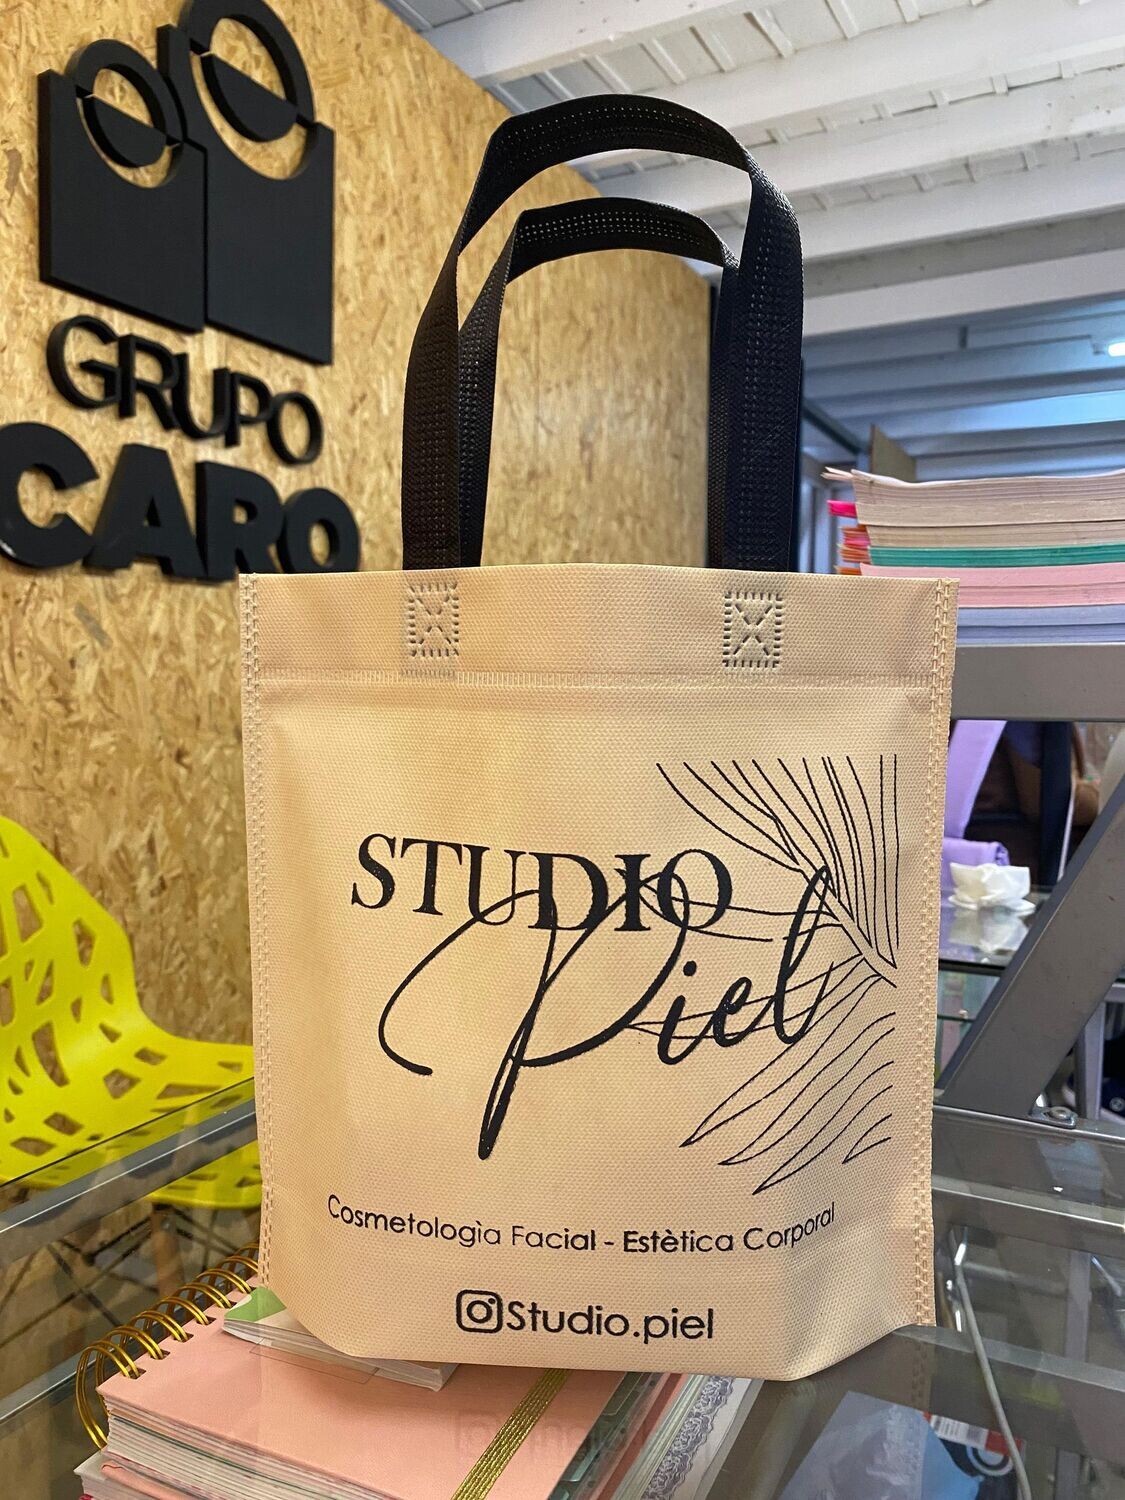 GRUPO
CARO
STUDIO
Piel
Cosmetologìa Facial - Estètica Corporal
Studio.piel